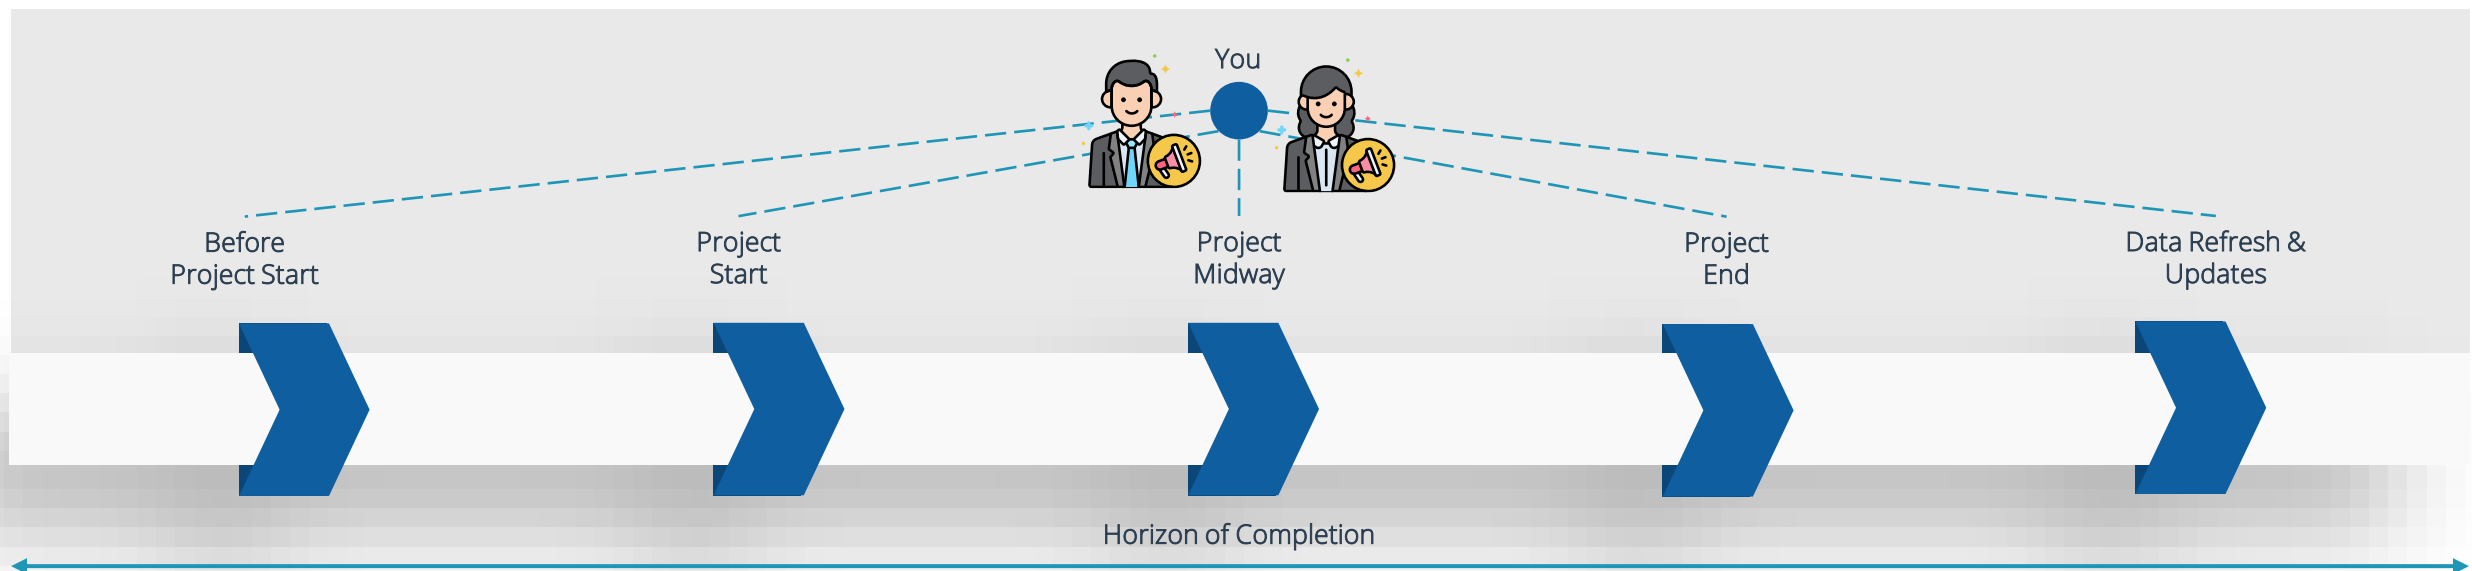 You
Before
Project Start
Project
Start
Project
Midway
Project
End
Data Refresh &
Updates
Horizon of Completion